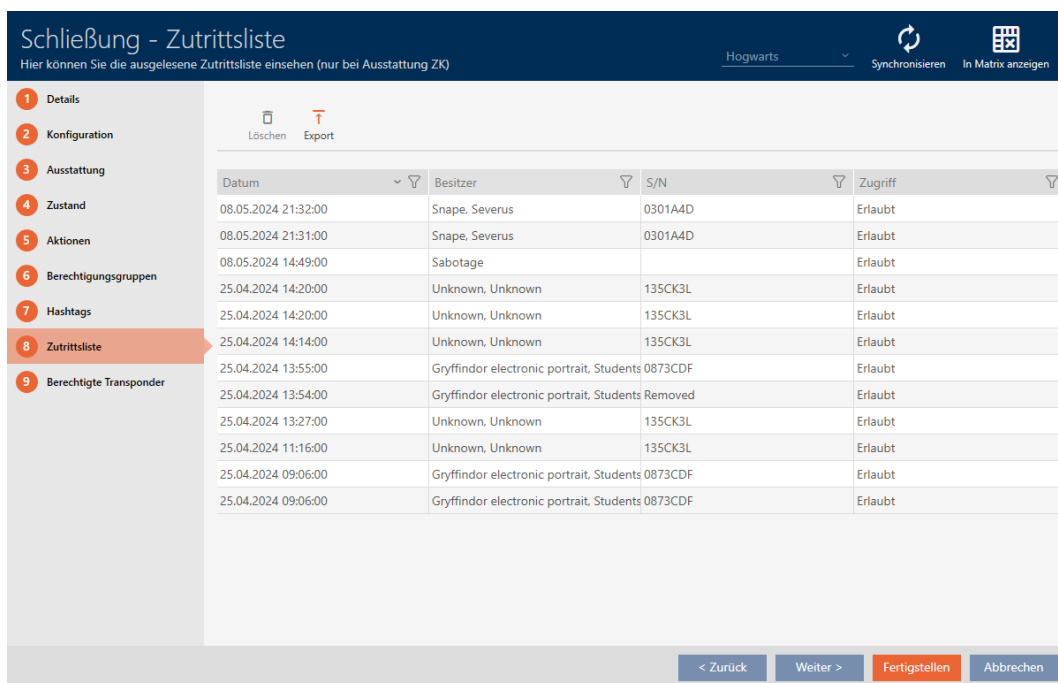 Schließung - Zutrittsliste
Hier können Sie die ausgelesene Zutrittsliste einsehen (nur bei Ausstattung ZK)
Hogwarts
Synchronisieren
In Matrix anzeigen
1 Details
2 Konfiguration
3 Ausstattung
4 Zustand
5 Aktionen
6 Berechtigungsgruppen
7 Hashtags
8 Zutrittsliste
9 Berechtigte Transponder
Löschen Export
Datum Besitzer S/N Zugriff
08.05.2024 21:32:00 Snape, Severus 0301A4D Erlaubt
08.05.2024 21:31:00 Snape, Severus 0301A4D Erlaubt
08.05.2024 14:49:00 Sabotage Erlaubt
25.04.2024 14:20:00 Unknown, Unknown 135CK3L Erlaubt
25.04.2024 14:20:00 Unknown, Unknown 135CK3L Erlaubt
25.04.2024 14:14:00 Unknown, Unknown 135CK3L Erlaubt
25.04.2024 13:55:00 Gryffindor electronic portrait, Students 0873CDF Erlaubt
25.04.2024 13:54:00 Gryffindor electronic portrait, Students Removed Erlaubt
25.04.2024 13:27:00 Unknown, Unknown 135CK3L Erlaubt
25.04.2024 11:16:00 Unknown, Unknown 135CK3L Erlaubt
25.04.2024 09:06:00 Gryffindor electronic portrait, Students 0873CDF Erlaubt
25.04.2024 09:06:00 Gryffindor electronic portrait, Students 0873CDF Erlaubt
< Zurück Weiter > Fertigstellen Abbrechen